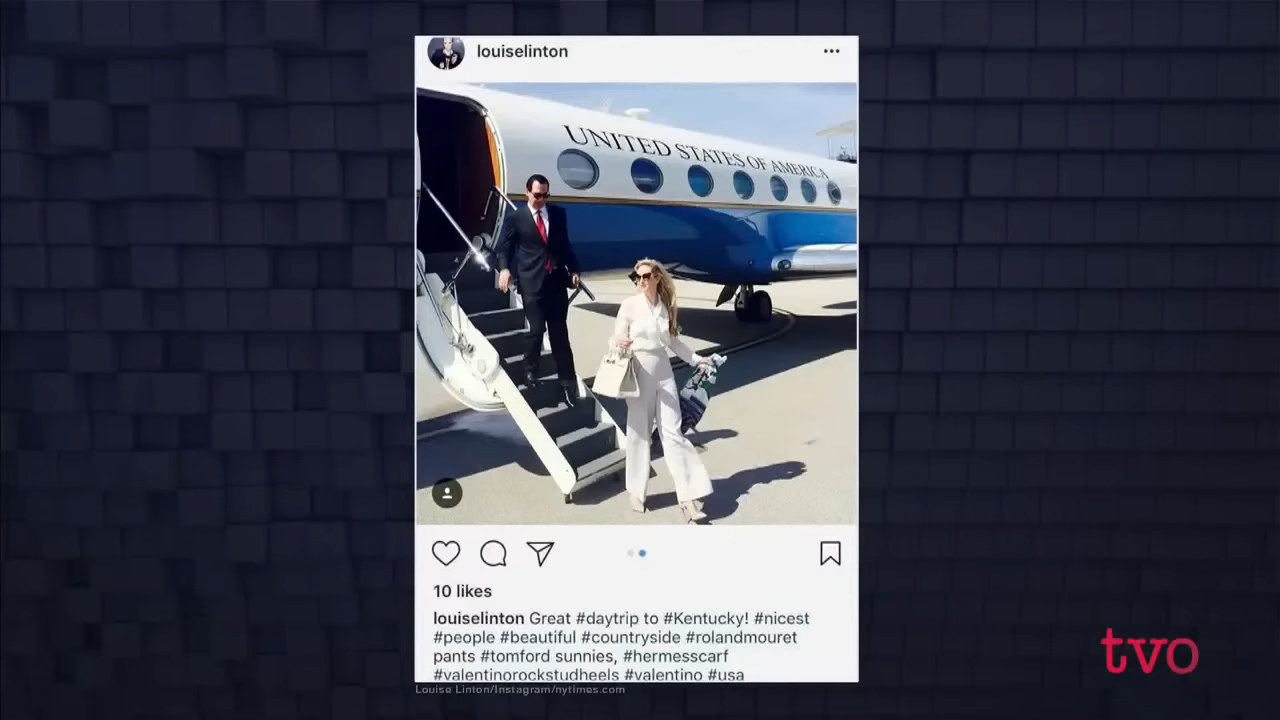 louiselinton
UNITED STATES OF AMERICA
10 likes
louiselinton Great #daytrip to #Kentucky! #nicest
#people #beautiful #countryside #rolandmouret
pants #tomford sunnies, #hermesscarf
#valentinorockstudheels #valentino #usa
Louise Linton/Instagram/nytimes.com
tvo